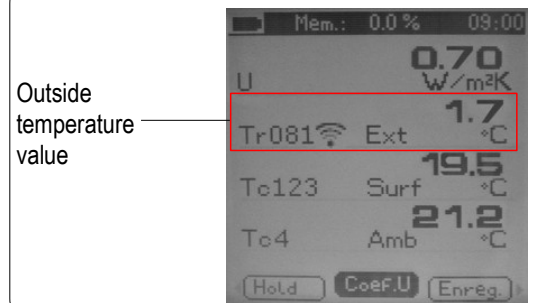 Outside
temperature
value
Mem.: 0.0 % 09:00
U 0.70 W/m²K
Tr081 Ext 1.7 °C
Tc123 Surf 19.5 °C
Tc4 Amb 21.2 °C
Hold Coef.U Enreg.